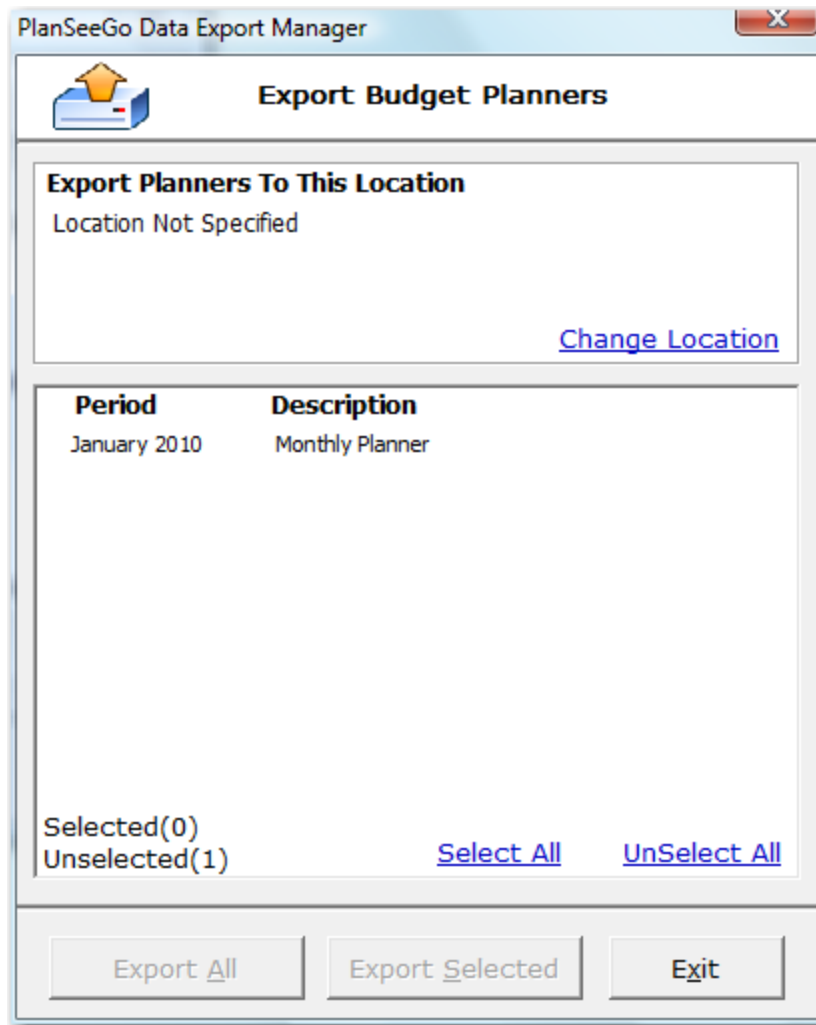 PlanSeeGo Data Export Manager
Export Budget Planners
Export Planners To This Location
Location Not Specified
Change Location
Period Description
January 2010 Monthly Planner
Selected(0)
Unselected(1) Select All UnSelect All
Export All Export Selected Exit